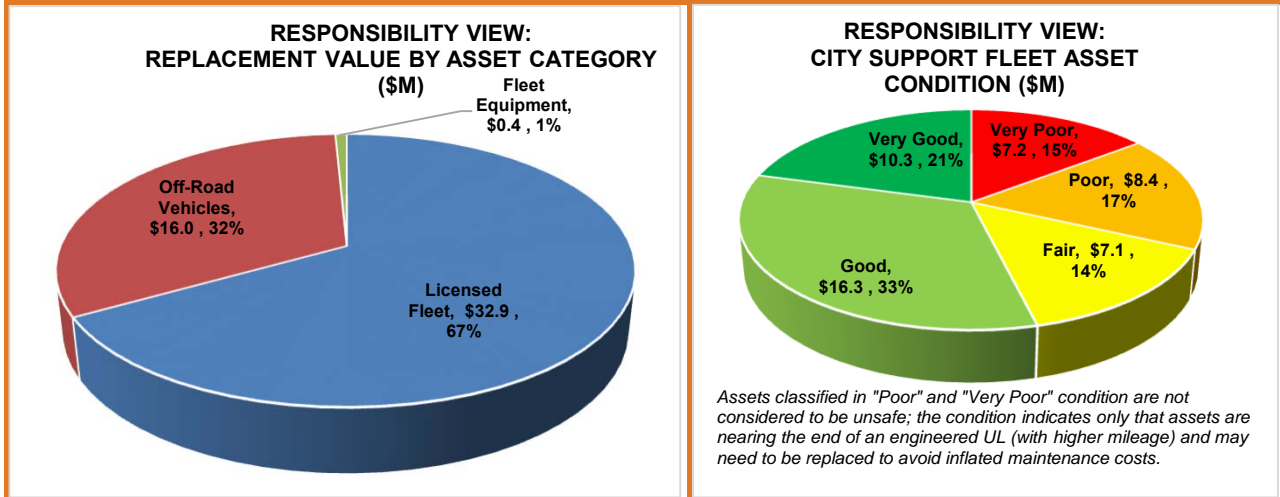 RESPONSIBILITY VIEW:
REPLACEMENT VALUE BY ASSET CATEGORY
($M)
Fleet
Equipment,
$0.4 , 1%
Off-Road
Vehicles,
$16.0 , 32%
Licensed
Fleet, $32.9 ,
67%
RESPONSIBILITY VIEW:
CITY SUPPORT FLEET ASSET
CONDITION ($M)
Very Good,
$10.3 , 21%
Very Poor,
$7.2 , 15%
Poor, $8.4 ,
17%
Fair, $7.1 ,
14%
Good,
$16.3 , 33%
Assets classified in "Poor" and "Very Poor" condition are not
considered to be unsafe; the condition indicates only that assets are
nearing the end of an engineered UL (with higher mileage) and may
need to be replaced to avoid inflated maintenance costs.